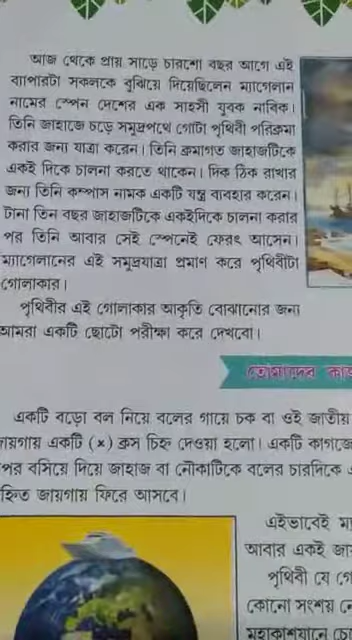 আজ থেকে প্রায় সাড়ে চারশো বছর আগে এই
ব্যাপারটা সকলকে বুঝিয়ে দিয়েছিলেন ম্যাগেলান
নামের স্পেন দেশের এক সাহসী যুবক নাবিক।
তিনি জাহাজে চড়ে সমুদ্রপথে গোটা পৃথিবী পরিক্রমা
করার জন্য যাত্রা করেন। তিনি ক্রমাগত জাহাজটিকে
একই দিকে চালনা করতে থাকেন। দিক ঠিক রাখার
জন্য তিনি কম্পাস নামক একটি যন্ত্র ব্যবহার করেন।
টানা তিন বছর জাহাজটিকে একইদিকে চালনা করার
পর তিনি আবার সেই স্পেনেই ফেরৎ আসেন।
ম্যাগেলানের এই সমুদ্রযাত্রা প্রমাণ করে পৃথিবীটা
গোলাকার।
পৃথিবীর এই গোলাকার আকৃতি বোঝানোর জন্য
আমরা একটি ছোটো পরীক্ষা করে দেখবো।
তোমাদের
একটি বড়ো বল নিয়ে বলের গায়ে চক বা ওই জাতীয়
জায়গায় একটি (×) ক্রস চিহ্ন দেওয়া হলো। একটি কাগজে
পর বসিয়ে দিয়ে জাহাজ বা নৌকাটিকে বলের চারদিকে
হ্নিত জায়গায় ফিরে আসবে।
এইভাবেই
আবার একই
পৃথিবী যে
কোনো সংশয়
মহাকাশযানে